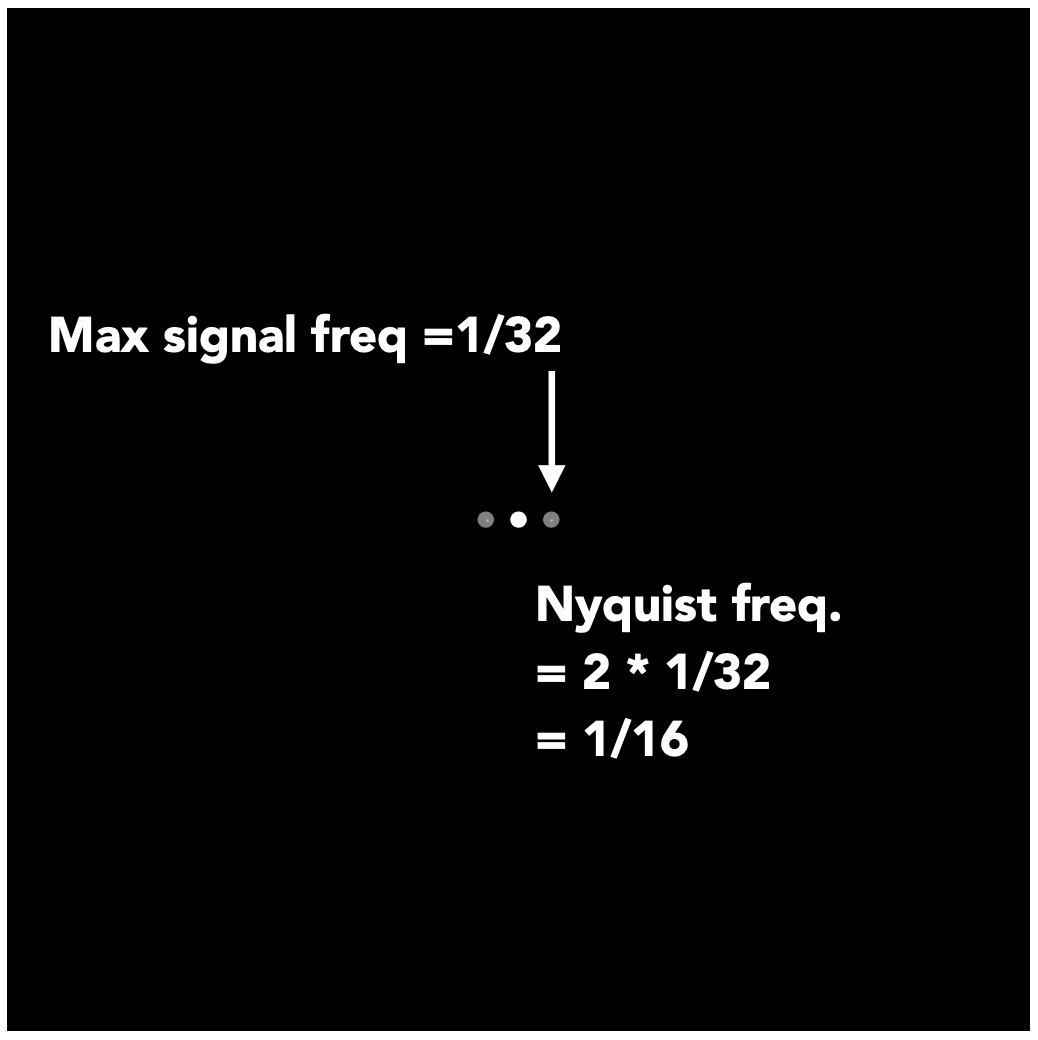 Max signal freq =1/32
Nyquist freq.
= 2 * 1/32
= 1/16